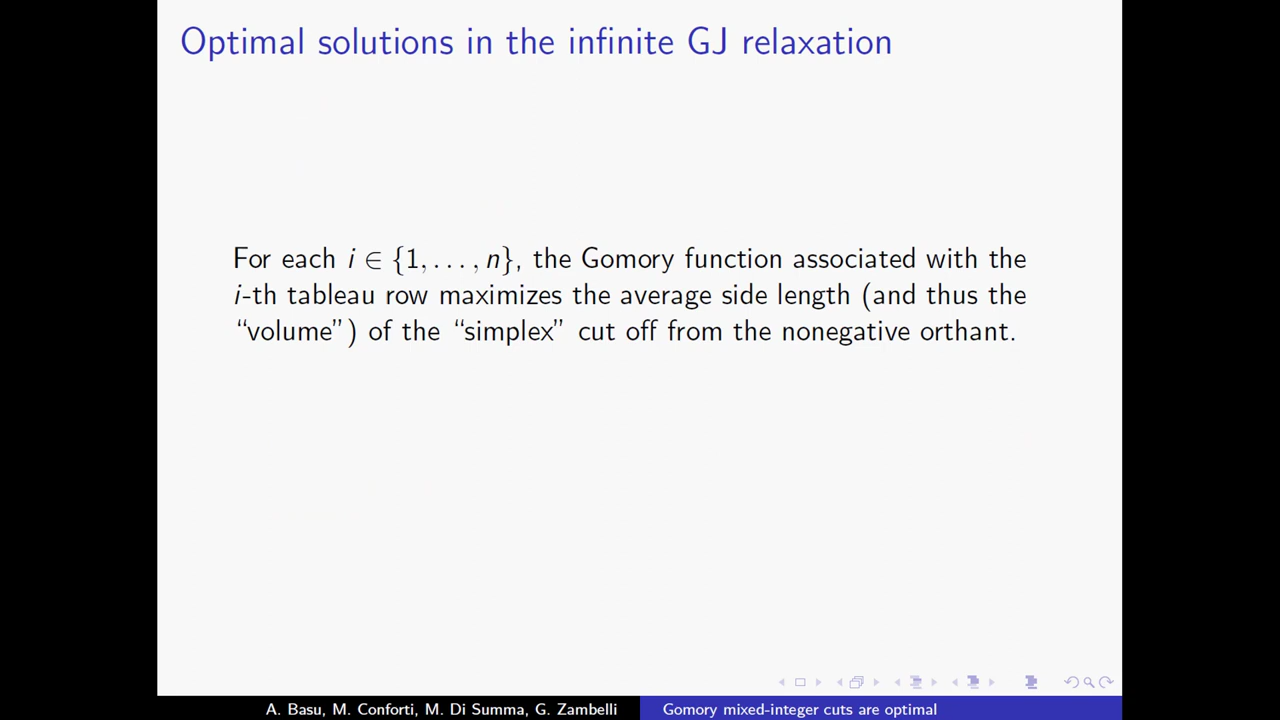 Optimal solutions in the infinite GJ relaxation
For each i ∈ {1, . . . , n}, the Gomory function associated with the
i-th tableau row maximizes the average side length (and thus the
“volume”) of the “simplex” cut off from the nonegative orthant.
A. Basu, M. Conforti, M. Di Summa, G. Zambelli
Gomory mixed-integer cuts are optimal